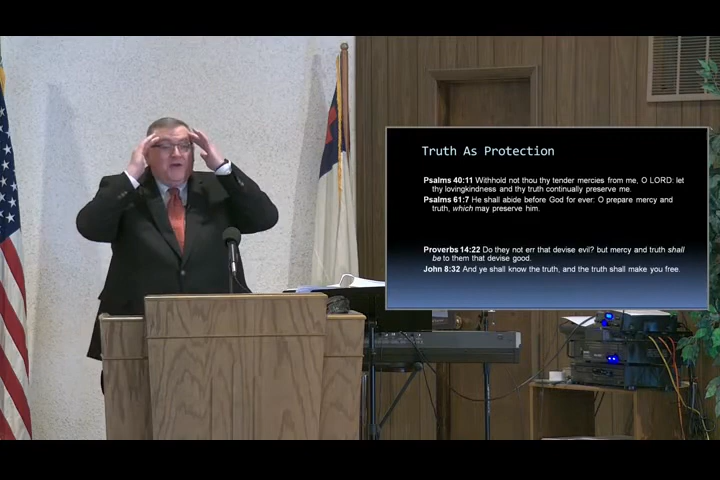 Truth As Protection
Psalms 40:11 Withhold not thou thy tender mercies from me, O LORD: let
thy lovingkindness and thy truth continually preserve me.
Psalms 61:7 He shall abide before God for ever: O prepare mercy and
truth, which may preserve him.
Proverbs 14:22 Do they not err that devise evil? but mercy and truth shall
be to them that devise good.
John 8:32 And ye shall know the truth, and the truth shall make you free.